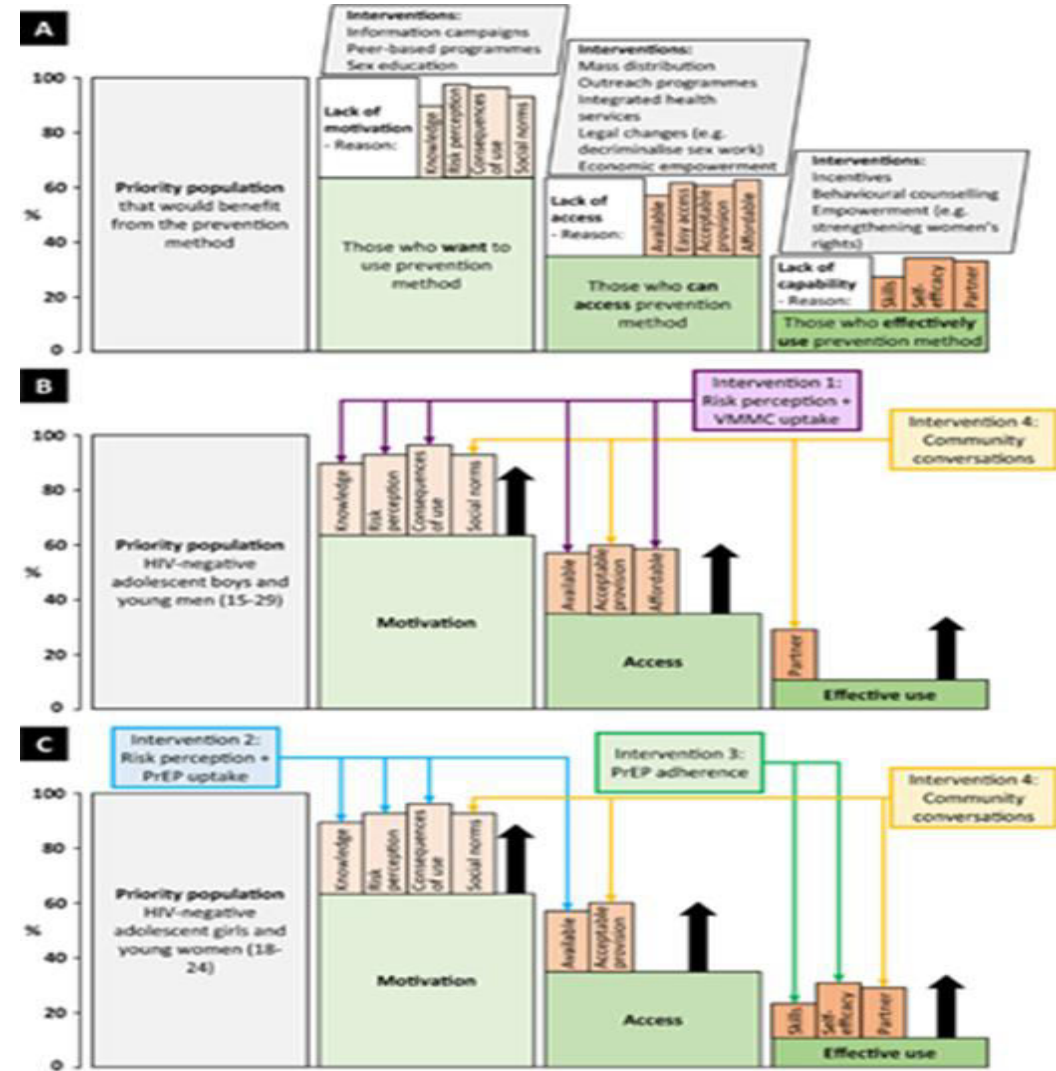 A
Interventions:
Information campaigns
Peer-based programmes
Sex education
Interventions:
Mass distribution
Outreach programmes
Integrated health
services
Legal changes (e.g.
decriminalise sex work)
Economic empowerment
Interventions:
Incentives
Behavioural counselling
Empowerment (e.g.
strengthening women's
rights)
100
80
60
40
20
0
%
Priority population
that would benefit
from the prevention
method
Lack of
motivation
- Reason:
Knowledge
Risk perception
Consequences
of use
Social norms
Those who want to
use prevention
method
Lack of
access
- Reason:
Available
Easy access
Acceptable
provision
Affordable
Those who can
access prevention
method
Lack of
capability
- Reason:
Skills
Self-
efficacy
Partner
Those who effectively
use prevention method
B
Intervention 1:
Risk perception +
VMMC uptake
Intervention 4:
Community
conversations
100
80
60
40
20
0
%
Priority population
HIV-negative
adolescent boys and
young men (15-29)
Knowledge
Risk
perception
Consequences
of use
Social norms
Motivation
Available
Acceptable
provision
Affordable
Access
Partner
Effective use
C
Intervention 2:
Risk perception +
PrEP uptake
Intervention 3:
PrEP adherence
Intervention 4:
Community
conversations
100
80
60
40
20
0
%
Priority population
HIV-negative
adolescent girls and
young women (18-
24)
Knowledge
Risk
perception
Consequences
of use
Social norms
Motivation
Available
Acceptable
provision
Access
Skills
Self-
efficacy
Partner
Effective use